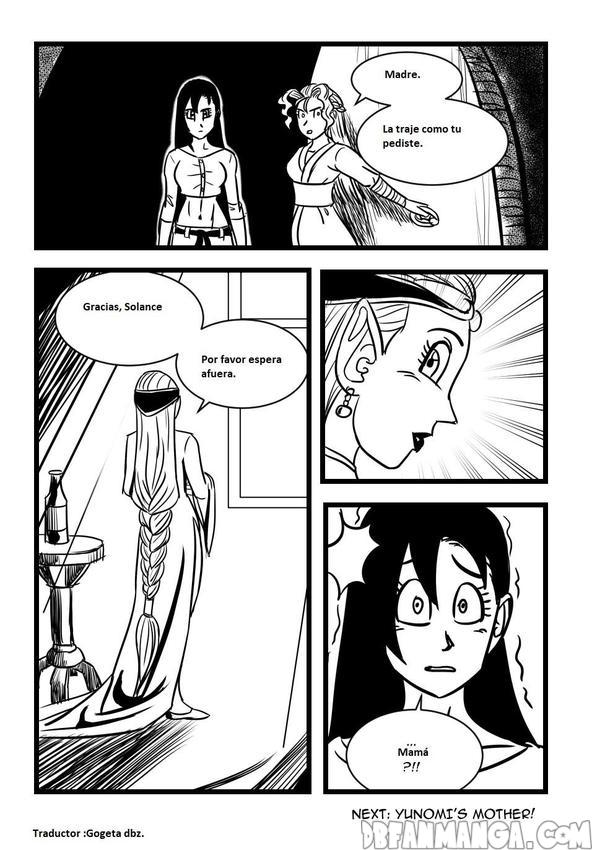 Madre.
La traje como tu
pediste.
Gracias, Solance
Por favor espera
afuera.
...
Mamá
?!!
NEXT: YUNOMI'S MOTHER!
Traductor :Gogeta dbz.
DBFANMANGA.COM